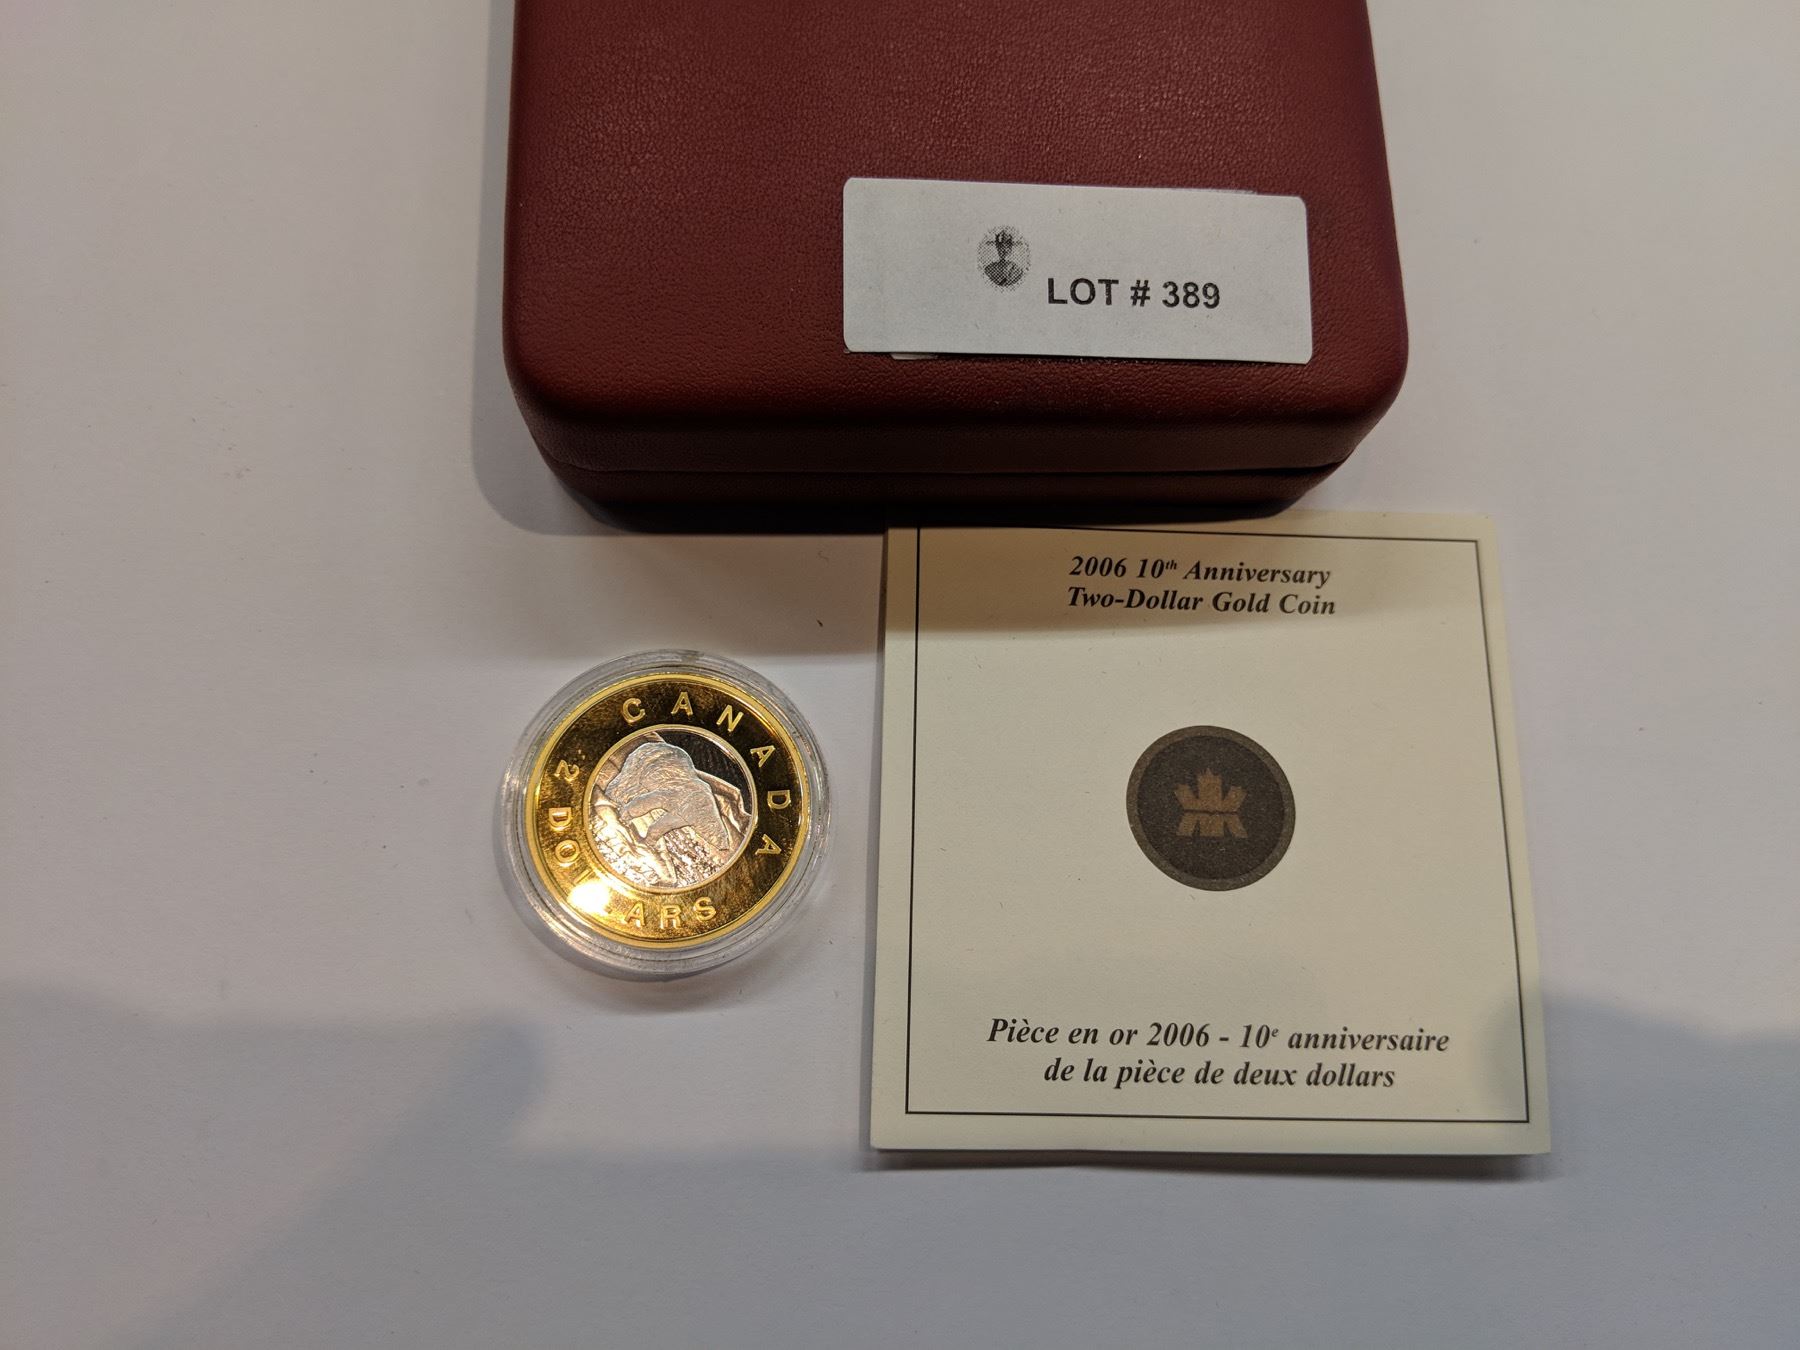 LOT # 389
2006 10th Anniversary
Two-Dollar Gold Coin
CANADA
2 DOLLARS
Pièce en or 2006 - 10e anniversaire
de la pièce de deux dollars